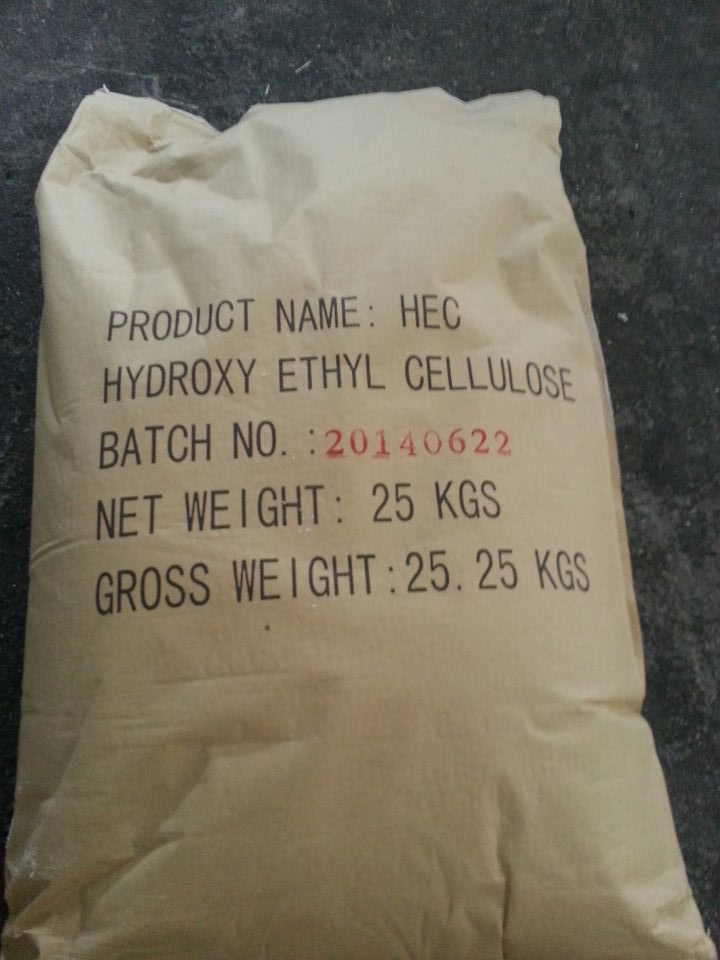 PRODUCT NAME: HEC
HYDROXY ETHYL CELLULOSE
BATCH NO. :20140622
NET WEIGHT: 25 KGS
GROSS WEIGHT:25.25 KGS